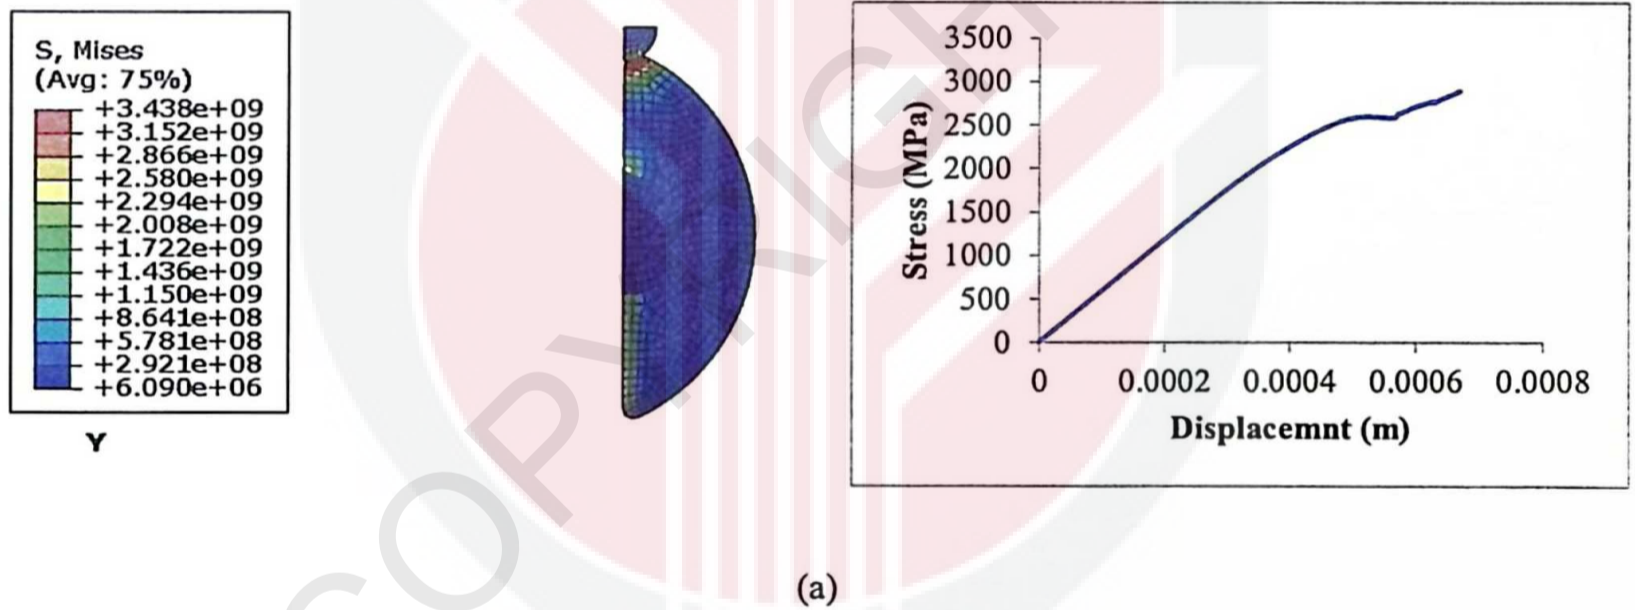 S, Mises
(Avg: 75%)
+3.438e+09
+3.152e+09
+2.866e+09
+2.580e+09
+2.294e+09
+2.008e+09
+1.722e+09
+1.436e+09
+1.150e+09
+8.641e+08
+5.781e+08
+2.921e+08
+6.090e+06
Y
Stress (MPa)
3500
3000
2500
2000
1500
1000
500
0
0 0.0002 0.0004 0.0006 0.0008
Displacemnt (m)
(a)
COPYRIGH